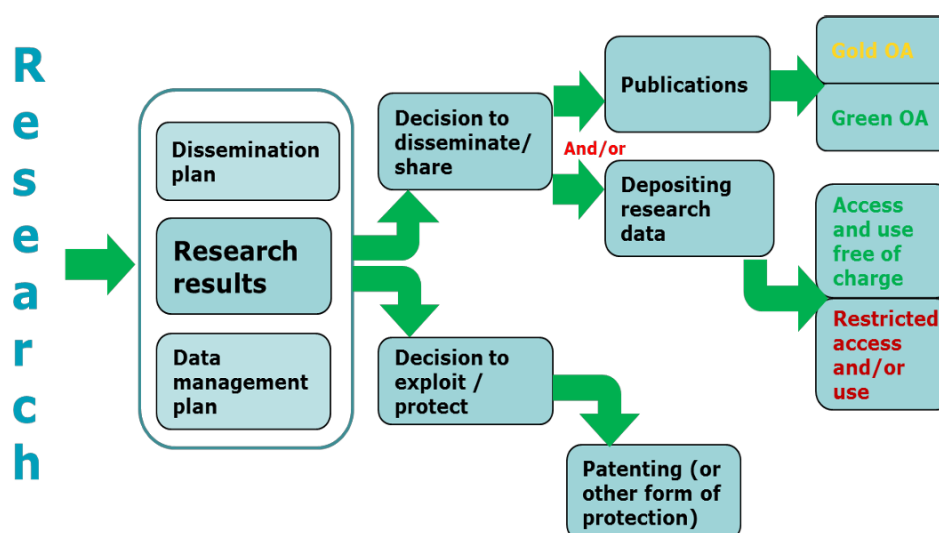 Research
Dissemination
plan
Research
results
Data
management
plan
Decision to
disseminate/
share
And/or
Decision to
exploit /
protect
Publications
Depositing
research
data
Patenting (or
other form of
protection)
Gold OA
Green OA
Access
and use
free of
charge
Restricted
access
and/or
use